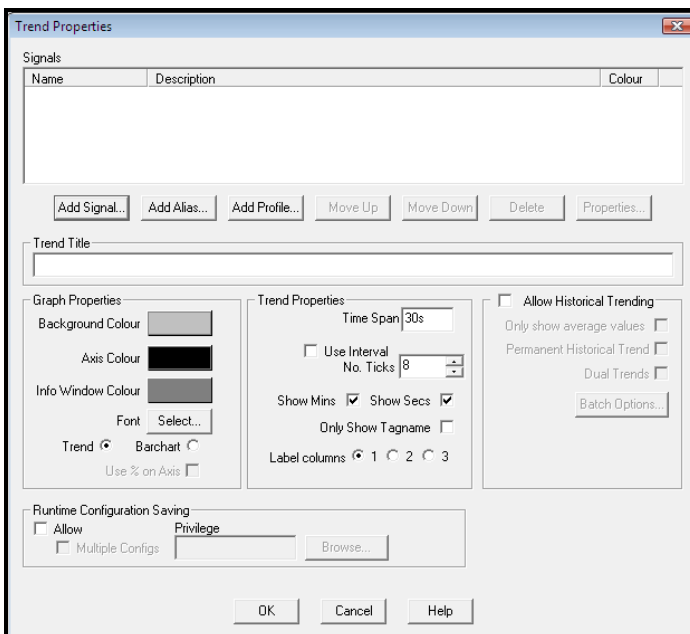 Trend Properties
Signals
Name Description Colour
Add Signal... Add Alias... Add Profile... Move Up Move Down Delete Properties...
Trend Title
Graph Properties
Background Colour
Axis Colour
Info Window Colour
Font Select...
Trend Barchart
Use % on Axis
Trend Properties
Time Span 30s
Use Interval
No. Ticks 8
Show Mins Show Secs
Only Show Tagname
Label columns 1 2 3
Allow Historical Trending
Only show average values
Permanent Historical Trend
Dual Trends
Batch Options...
Runtime Configuration Saving
Allow Privilege
Multiple Configs Browse...
OK Cancel Help